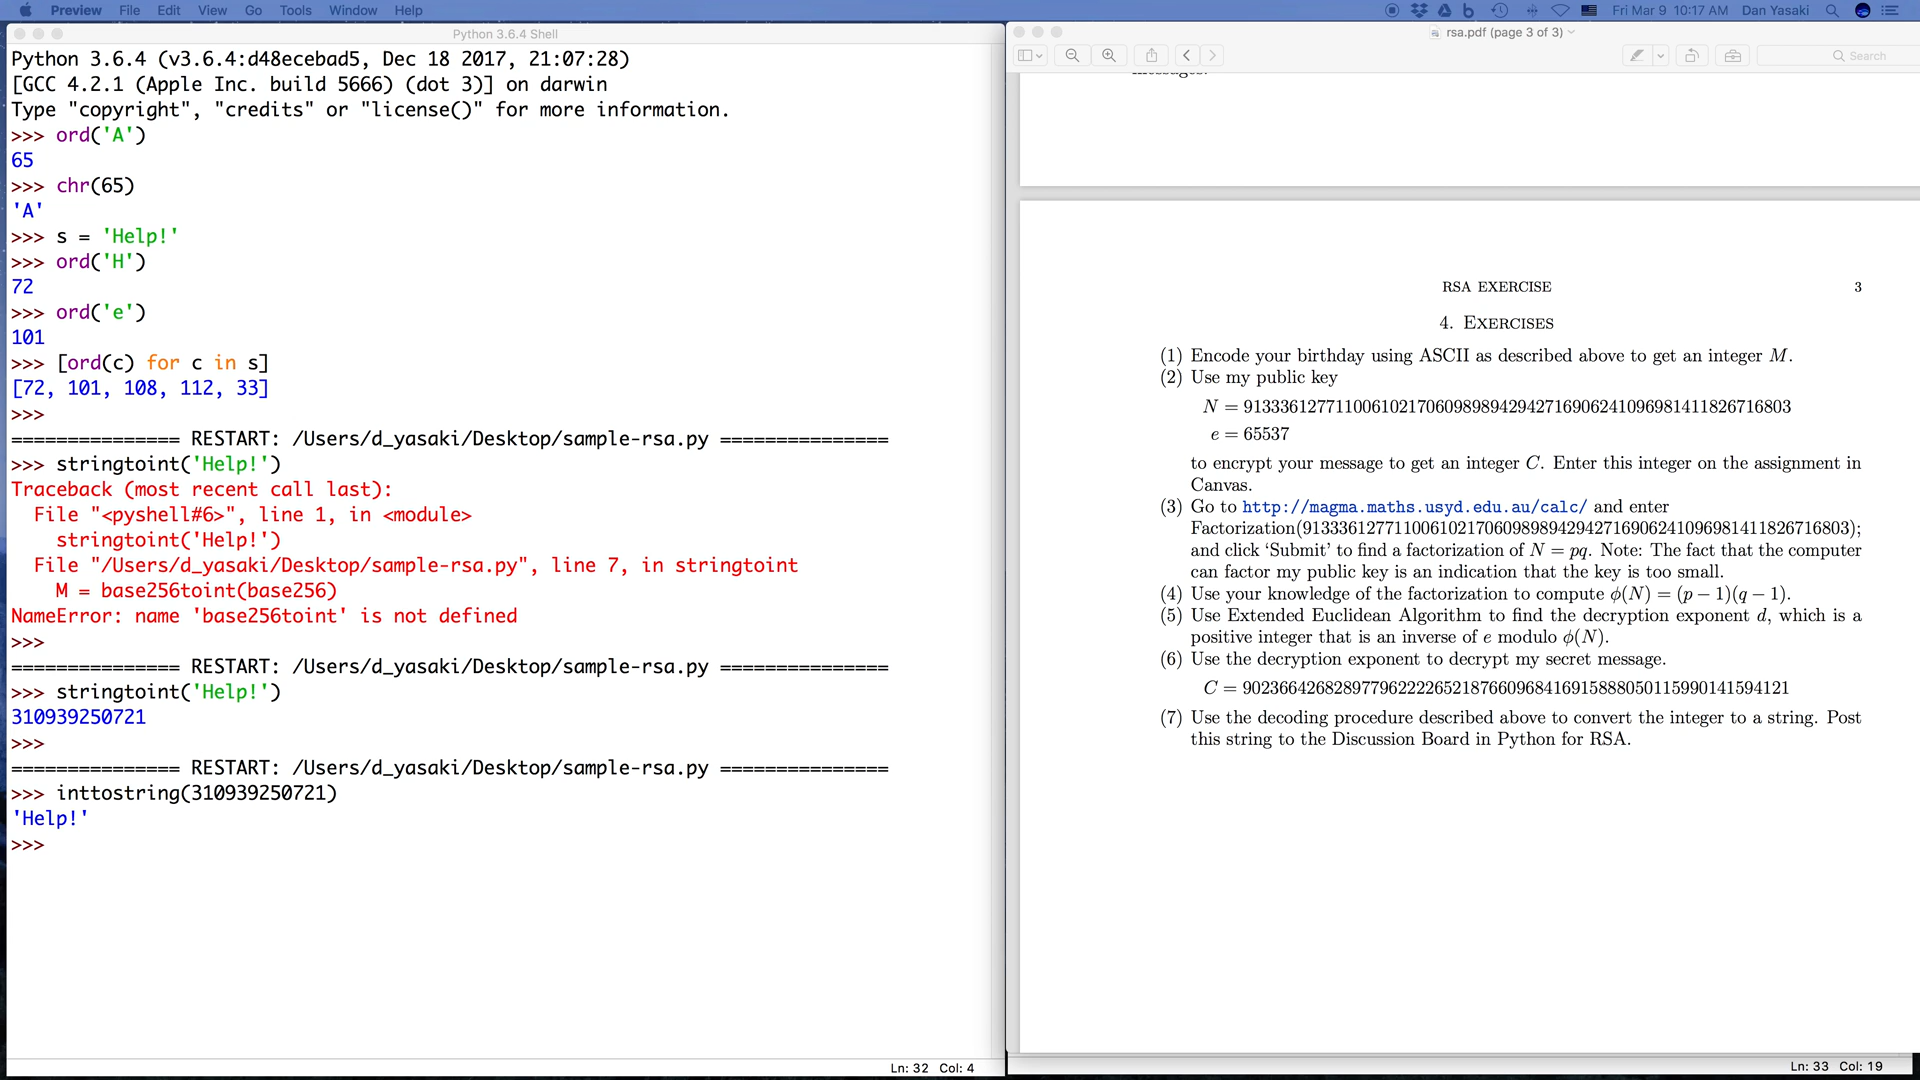 Preview File Edit View Go Tools Window Help
Fri Mar 9 10:17 AM Dan Yasaki
Python 3.6.4 Shell
Python 3.6.4 (v3.6.4:d48ecebad5, Dec 18 2017, 21:07:28)
[GCC 4.2.1 (Apple Inc. build 5666) (dot 3)] on darwin
Type "copyright", "credits" or "license()" for more information.
>>> ord('A')
65
>>> chr(65)
'A'
>>> s = 'Help!'
>>> ord('H')
72
>>> ord('e')
101
>>> [ord(c) for c in s]
[72, 101, 108, 112, 33]
>>>
=============== RESTART: /Users/d_yasaki/Desktop/sample-rsa.py ===============
>>> stringtoint('Help!')
Traceback (most recent call last):
  File "<pyshell#6>", line 1, in <module>
    stringtoint('Help!')
  File "/Users/d_yasaki/Desktop/sample-rsa.py", line 7, in stringtoint
    M = base256toint(base256)
NameError: name 'base256toint' is not defined
>>>
=============== RESTART: /Users/d_yasaki/Desktop/sample-rsa.py ===============
>>> stringtoint('Help!')
310939250721
>>>
=============== RESTART: /Users/d_yasaki/Desktop/sample-rsa.py ===============
>>> inttostring(310939250721)
'Help!'
>>>
Ln: 32 Col: 4
rsa.pdf (page 3 of 3)
Search
RSA EXERCISE 3
4. EXERCISES
(1) Encode your birthday using ASCII as described above to get an integer M.
(2) Use my public key
N = 91333612771100610217060989894294271690624109698141182671680​3
e = 65537
to encrypt your message to get an integer C. Enter this integer on the assignment in
Canvas.
(3) Go to http://magma.maths.usyd.edu.au/calc/ and enter
Factorization(913336127711006102170609898942942716906241096981411826716803);
and click ‘Submit’ to find a factorization of N = pq. Note: The fact that the computer
can factor my public key is an indication that the key is too small.
(4) Use your knowledge of the factorization to compute ϕ(N) = (p − 1)(q − 1).
(5) Use Extended Euclidean Algorithm to find the decryption exponent d, which is a
positive integer that is an inverse of e modulo ϕ(N).
(6) Use the decryption exponent to decrypt my secret message.
C = 902366426828977962222652187660968416915888050115990141594121
(7) Use the decoding procedure described above to convert the integer to a string. Post
this string to the Discussion Board in Python for RSA.
Ln: 33 Col: 19